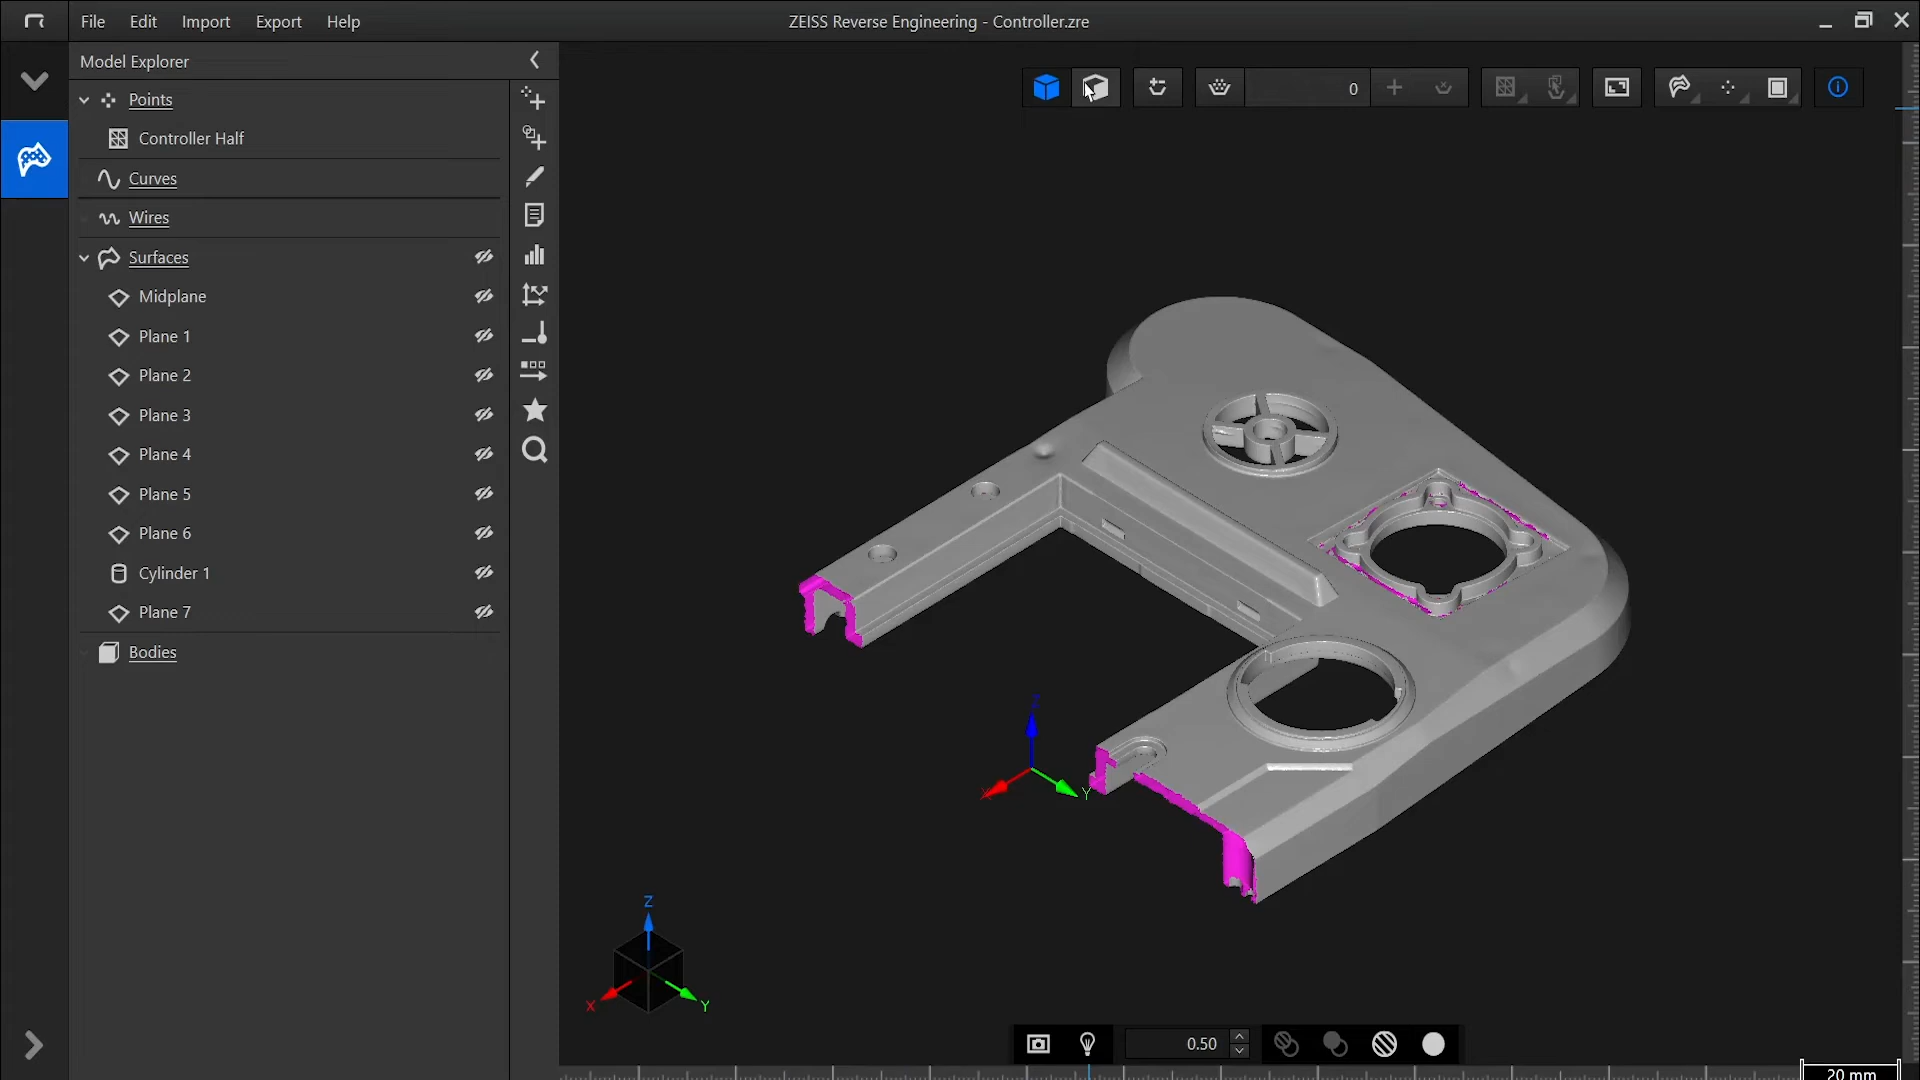 File Edit Import Export Help
ZEISS Reverse Engineering - Controller.zre
Model Explorer
Points
Controller Half
Curves
Wires
Surfaces
Midplane
Plane 1
Plane 2
Plane 3
Plane 4
Plane 5
Plane 6
Cylinder 1
Plane 7
Bodies
0
Z
X
Y
Z
X
Y
0.50
20 mm